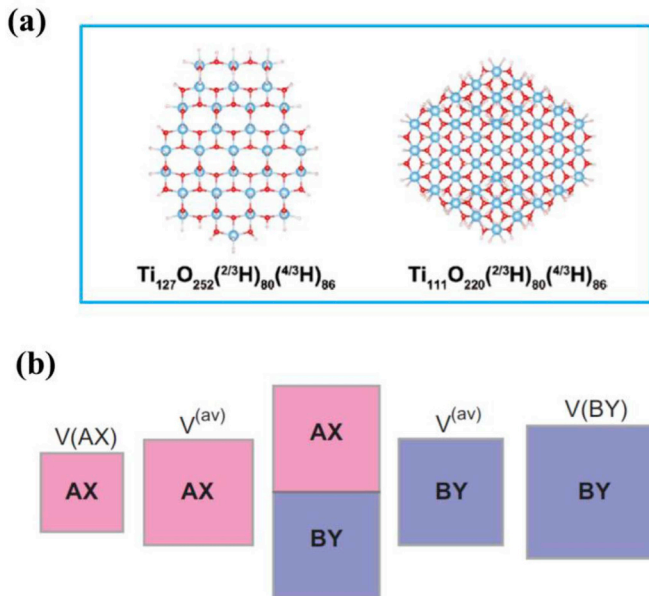 (a)
Ti₁₂₇O₂₅₂(²/³H)₈₀(⁴/³H)₈₆ Ti₁₁₁O₂₂₀(²/³H)₈₀(⁴/³H)₈₆
(b)
V(AX) V⁽ᵃᵛ⁾ V⁽ᵃᵛ⁾ V(BY)
AX AX AX BY BY BY